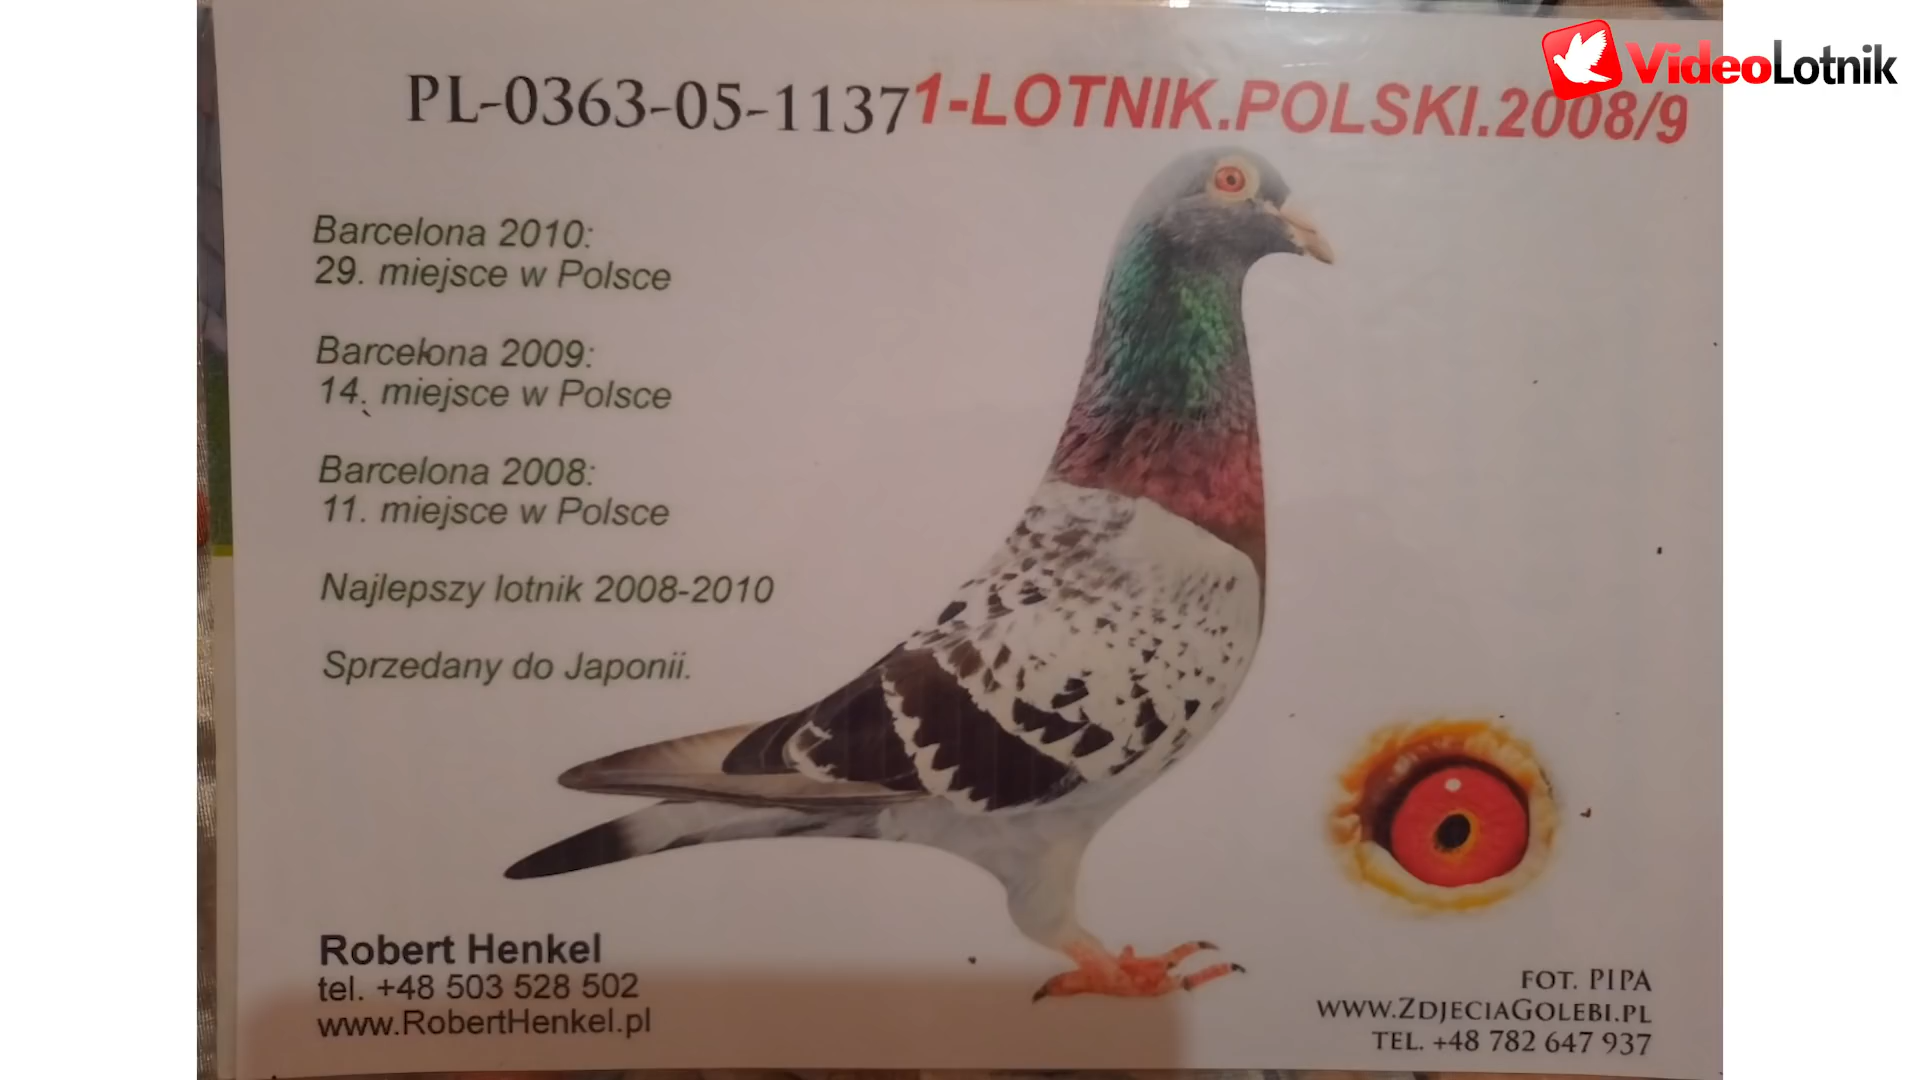 VideoLotnik
PL-0363-05-1137 1-LOTNIK.POLSKI.2008/9
Barcelona 2010:
29. miejsce w Polsce
Barcelona 2009:
14. miejsce w Polsce
Barcelona 2008:
11. miejsce w Polsce
Najlepszy lotnik 2008-2010
Sprzedany do Japonii.
Robert Henkel
tel. +48 503 528 502
www.RobertHenkel.pl
FOT. PIPA
WWW.ZDJECIAGOLEBI.PL
TEL. +48 782 647 937